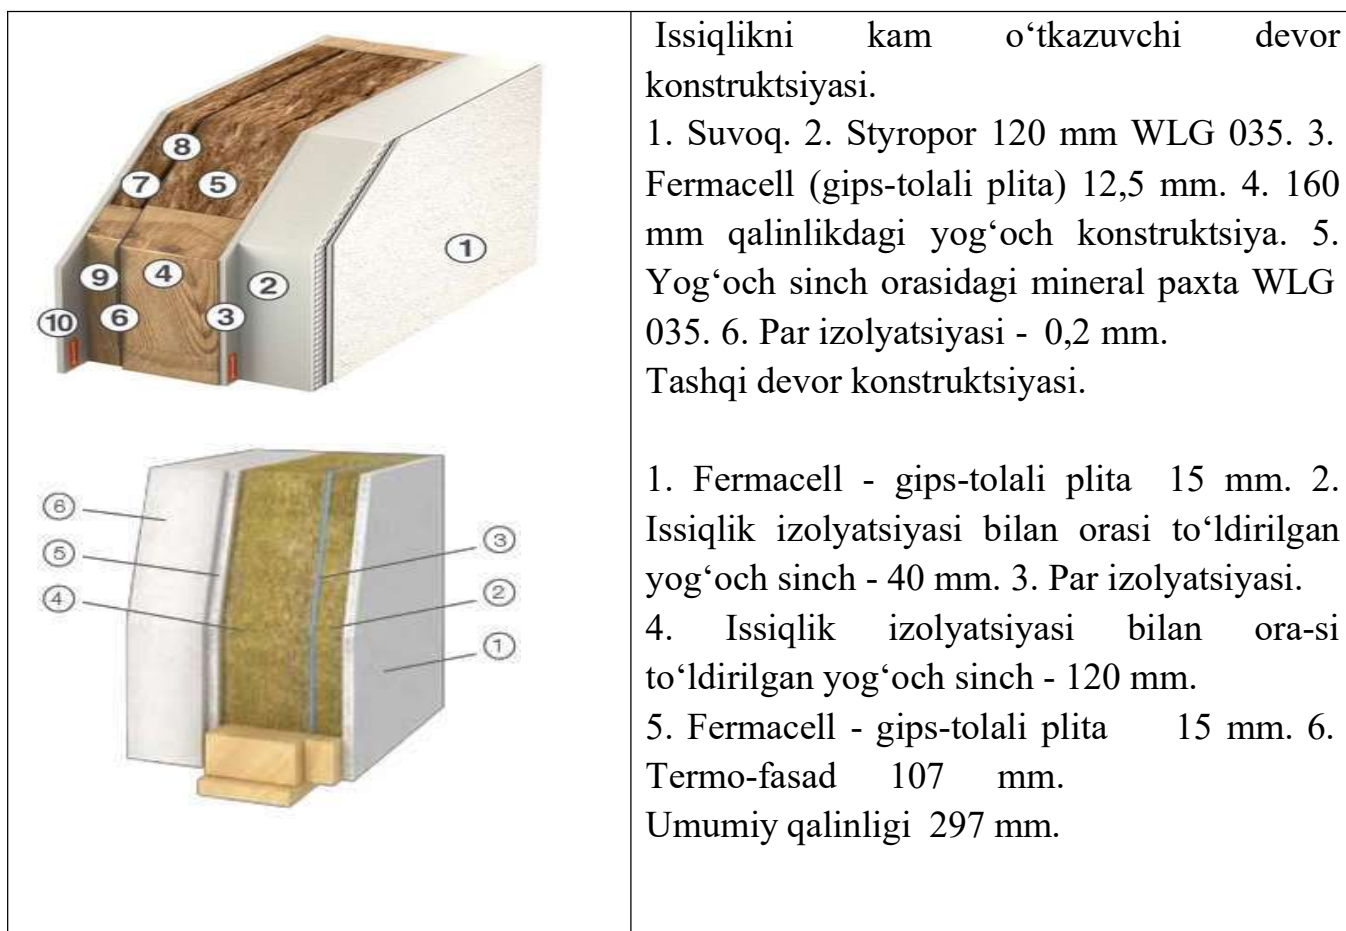 Issiqlikni kam o‘tkazuvchi devor
konstruktsiyasi.
1. Suvoq. 2. Styropor 120 mm WLG 035. 3.
Fermacell (gips-tolali plita) 12,5 mm. 4. 160
mm qalinlikdagi yog‘och konstruktsiya. 5.
Yog‘och sinch orasidagi mineral paxta WLG
035. 6. Par izolyatsiyasi - 0,2 mm.
Tashqi devor konstruktsiyasi.
1. Fermacell - gips-tolali plita 15 mm. 2.
Issiqlik izolyatsiyasi bilan orasi to‘ldirilgan
yog‘och sinch - 40 mm. 3. Par izolyatsiyasi.
4. Issiqlik izolyatsiyasi bilan ora-si
to‘ldirilgan yog‘och sinch - 120 mm.
5. Fermacell - gips-tolali plita 15 mm. 6.
Termo-fasad 107 mm.
Umumiy qalinligi 297 mm.
8
7
5
1
9
4
2
10
6
3
6
5
4
3
2
1